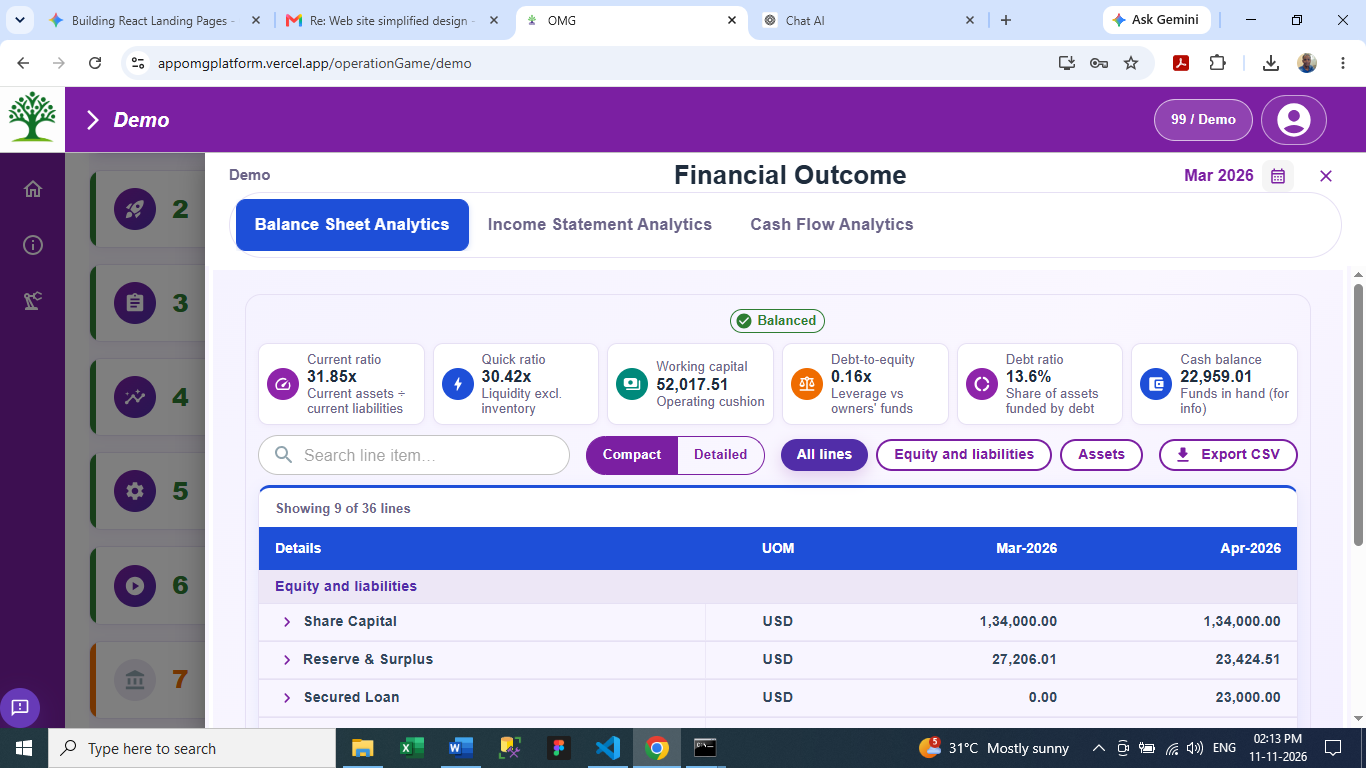 Building React Landing Pages -
Re: Web site simplified design -
OMG
Chat AI
Ask Gemini
appomgplatform.vercel.app/operationGame/demo
Demo
99 / Demo
2
3
4
5
6
7
Demo
Financial Outcome
Mar 2026
Balance Sheet Analytics
Income Statement Analytics
Cash Flow Analytics
Balanced
Current ratio
31.85x
Current assets ÷
current liabilities
Quick ratio
30.42x
Liquidity excl.
inventory
Working capital
52,017.51
Operating cushion
Debt-to-equity
0.16x
Leverage vs
owners' funds
Debt ratio
13.6%
Share of assets
funded by debt
Cash balance
22,959.01
Funds in hand (for
info)
Search line item...
Compact
Detailed
All lines
Equity and liabilities
Assets
Export CSV
Showing 9 of 36 lines
Details UOM Mar-2026 Apr-2026
Equity and liabilities
Share Capital USD 1,34,000.00 1,34,000.00
Reserve & Surplus USD 27,206.01 23,424.51
Secured Loan USD 0.00 23,000.00
Type here to search
5
31°C Mostly sunny
ENG
02:13 PM
11-11-2026